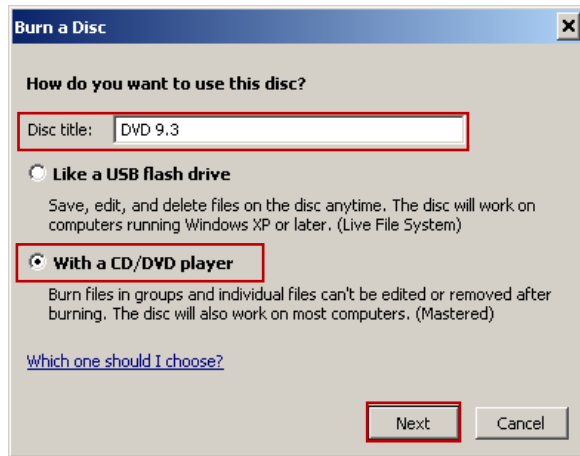 Burn a Disc
How do you want to use this disc?
Disc title: DVD 9.3
Like a USB flash drive
Save, edit, and delete files on the disc anytime. The disc will work on
computers running Windows XP or later. (Live File System)
With a CD/DVD player
Burn files in groups and individual files can't be edited or removed after
burning. The disc will also work on most computers. (Mastered)
Which one should I choose?
Next Cancel